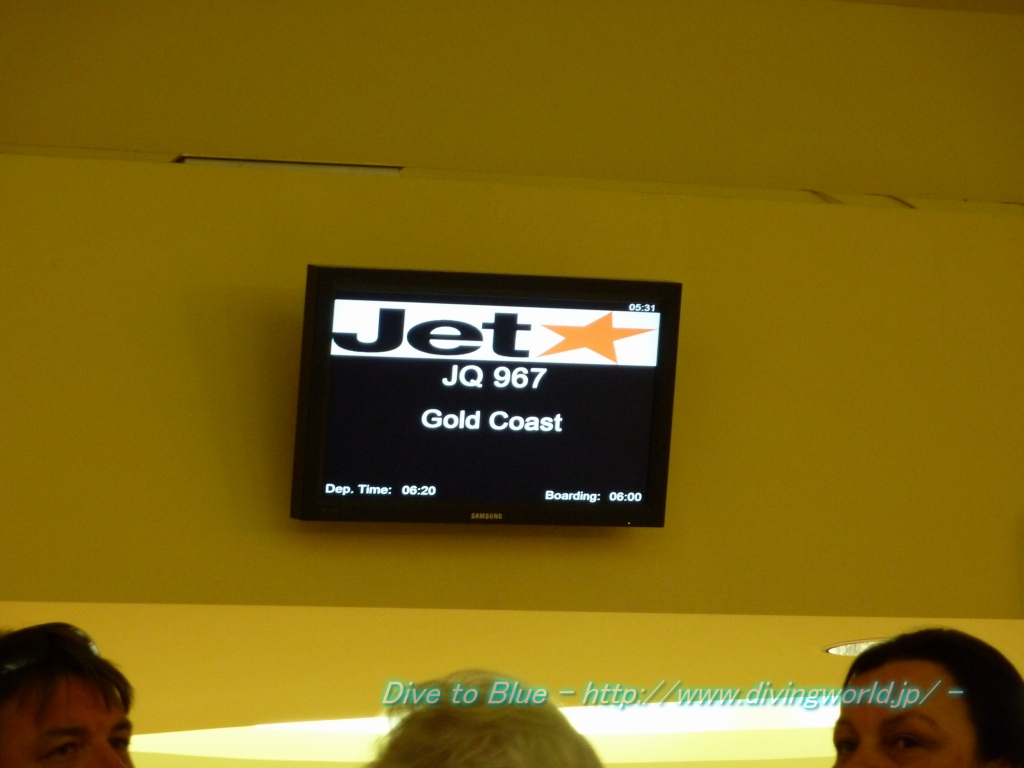 05:31
Jet
JQ 967
Gold Coast
Dep. Time: 06:20 Boarding: 06:00
SAMSUNG
Dive to Blue - http://www.divingworld.jp/ -